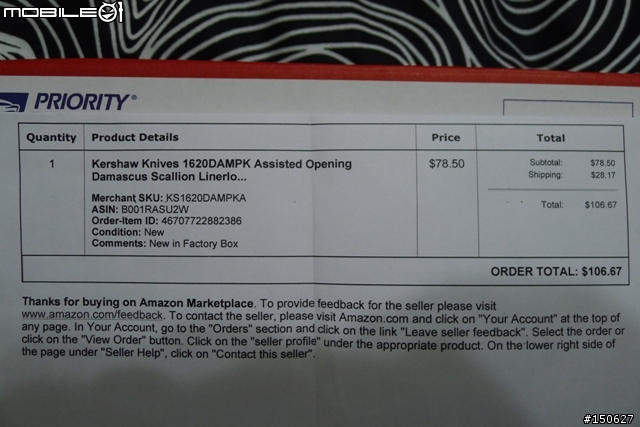 MOBILE01
PRIORITY®
Quantity Product Details Price Total
1 Kershaw Knives 1620DAMPK Assisted Opening $78.50 Subtotal: $78.50
Damascus Scallion Linerlo... Shipping: $28.17
Merchant SKU: KS1620DAMPKA Total: $106.67
ASIN: B001RASU2W
Order-Item ID: 46707722882386
Condition: New
Comments: New in Factory Box
ORDER TOTAL: $106.67
Thanks for buying on Amazon Marketplace. To provide feedback for the seller please visit
www.amazon.com/feedback. To contact the seller, please visit Amazon.com and click on "Your Account" at the top of
any page. In Your Account, go to the "Orders" section and click on the link "Leave seller feedback". Select the order or
click on the "View Order" button. Click on the "seller profile" under the appropriate product. On the lower right side of
the page under "Seller Help", click on "Contact this seller".
#150627